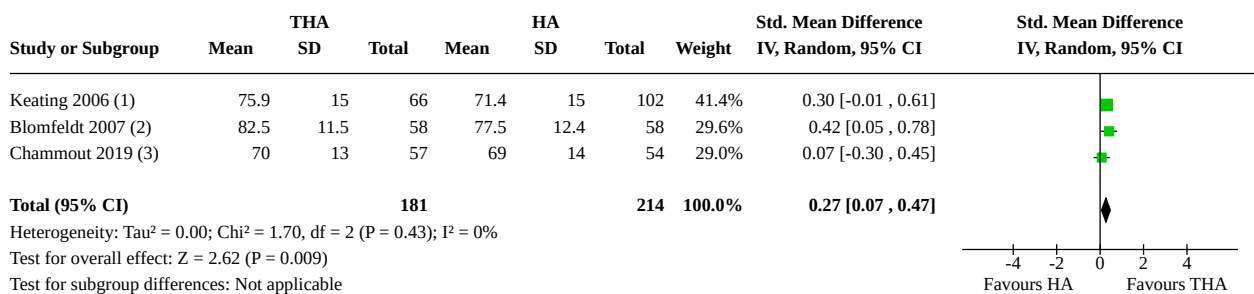 THA HA Std. Mean Difference Std. Mean Difference
Study or Subgroup Mean SD Total Mean SD Total Weight IV, Random, 95% CI IV, Random, 95% CI
Keating 2006 (1) 75.9 15 66 71.4 15 102 41.4% 0.30 [-0.01 , 0.61]
Blomfeldt 2007 (2) 82.5 11.5 58 77.5 12.4 58 29.6% 0.42 [0.05 , 0.78]
Chammout 2019 (3) 70 13 57 69 14 54 29.0% 0.07 [-0.30 , 0.45]
Total (95% CI) 181 214 100.0% 0.27 [0.07 , 0.47]
Heterogeneity: Tau² = 0.00; Chi² = 1.70, df = 2 (P = 0.43); I² = 0%
Test for overall effect: Z = 2.62 (P = 0.009)
-4 -2 0 2 4
Test for subgroup differences: Not applicable Favours HA Favours THA